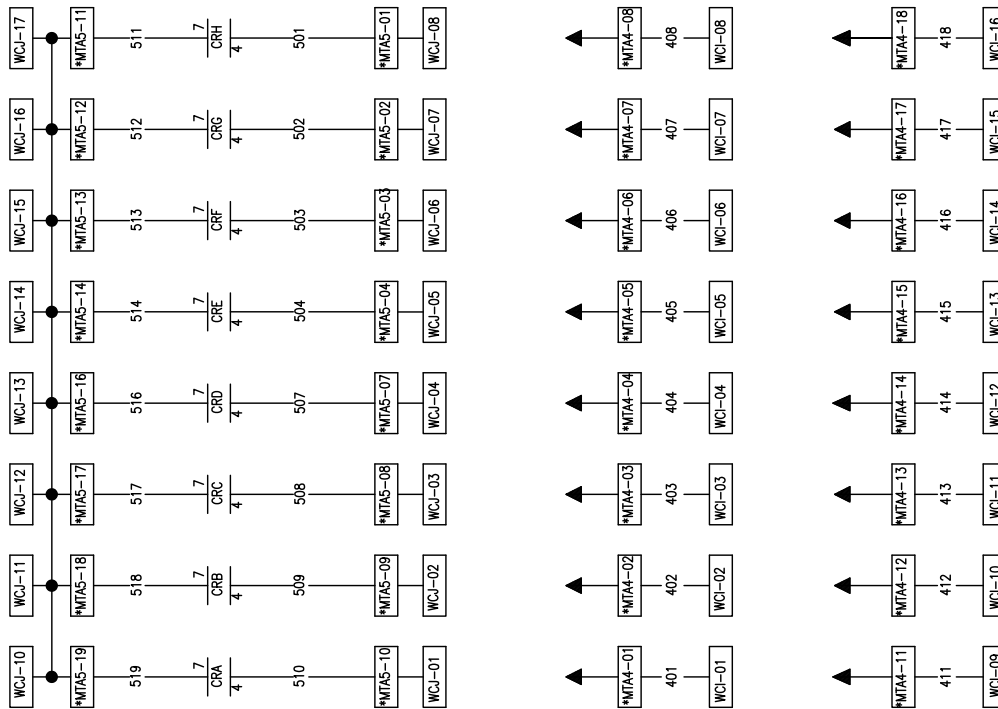 WCJ-10
WCJ-11
WCJ-12
WCJ-13
WCJ-14
WCJ-15
WCJ-16
WCJ-17
*MTA5-19
*MTA5-18
*MTA5-17
*MTA5-16
*MTA5-14
*MTA5-13
*MTA5-12
*MTA5-11
519
518
517
516
514
513
512
511
7
7
7
7
7
7
7
7
CRA
CRB
CRC
CRD
CRE
CRF
CRG
CRH
4
4
4
4
4
4
4
4
510
509
508
507
504
503
502
501
*MTA5-10
*MTA5-09
*MTA5-08
*MTA5-07
*MTA5-04
*MTA5-03
*MTA5-02
*MTA5-01
WCJ-01
WCJ-02
WCJ-03
WCJ-04
WCJ-05
WCJ-06
WCJ-07
WCJ-08
*MTA4-01
*MTA4-02
*MTA4-03
*MTA4-04
*MTA4-05
*MTA4-06
*MTA4-07
*MTA4-08
401
402
403
404
405
406
407
408
WCI-01
WCI-02
WCI-03
WCI-04
WCI-05
WCI-06
WCI-07
WCI-08
*MTA4-11
*MTA4-12
*MTA4-13
*MTA4-14
*MTA4-15
*MTA4-16
*MTA4-17
*MTA4-18
411
412
413
414
415
416
417
418
WCI-09
WCI-10
WCI-11
WCI-12
WCI-13
WCI-14
WCI-15
WCI-16